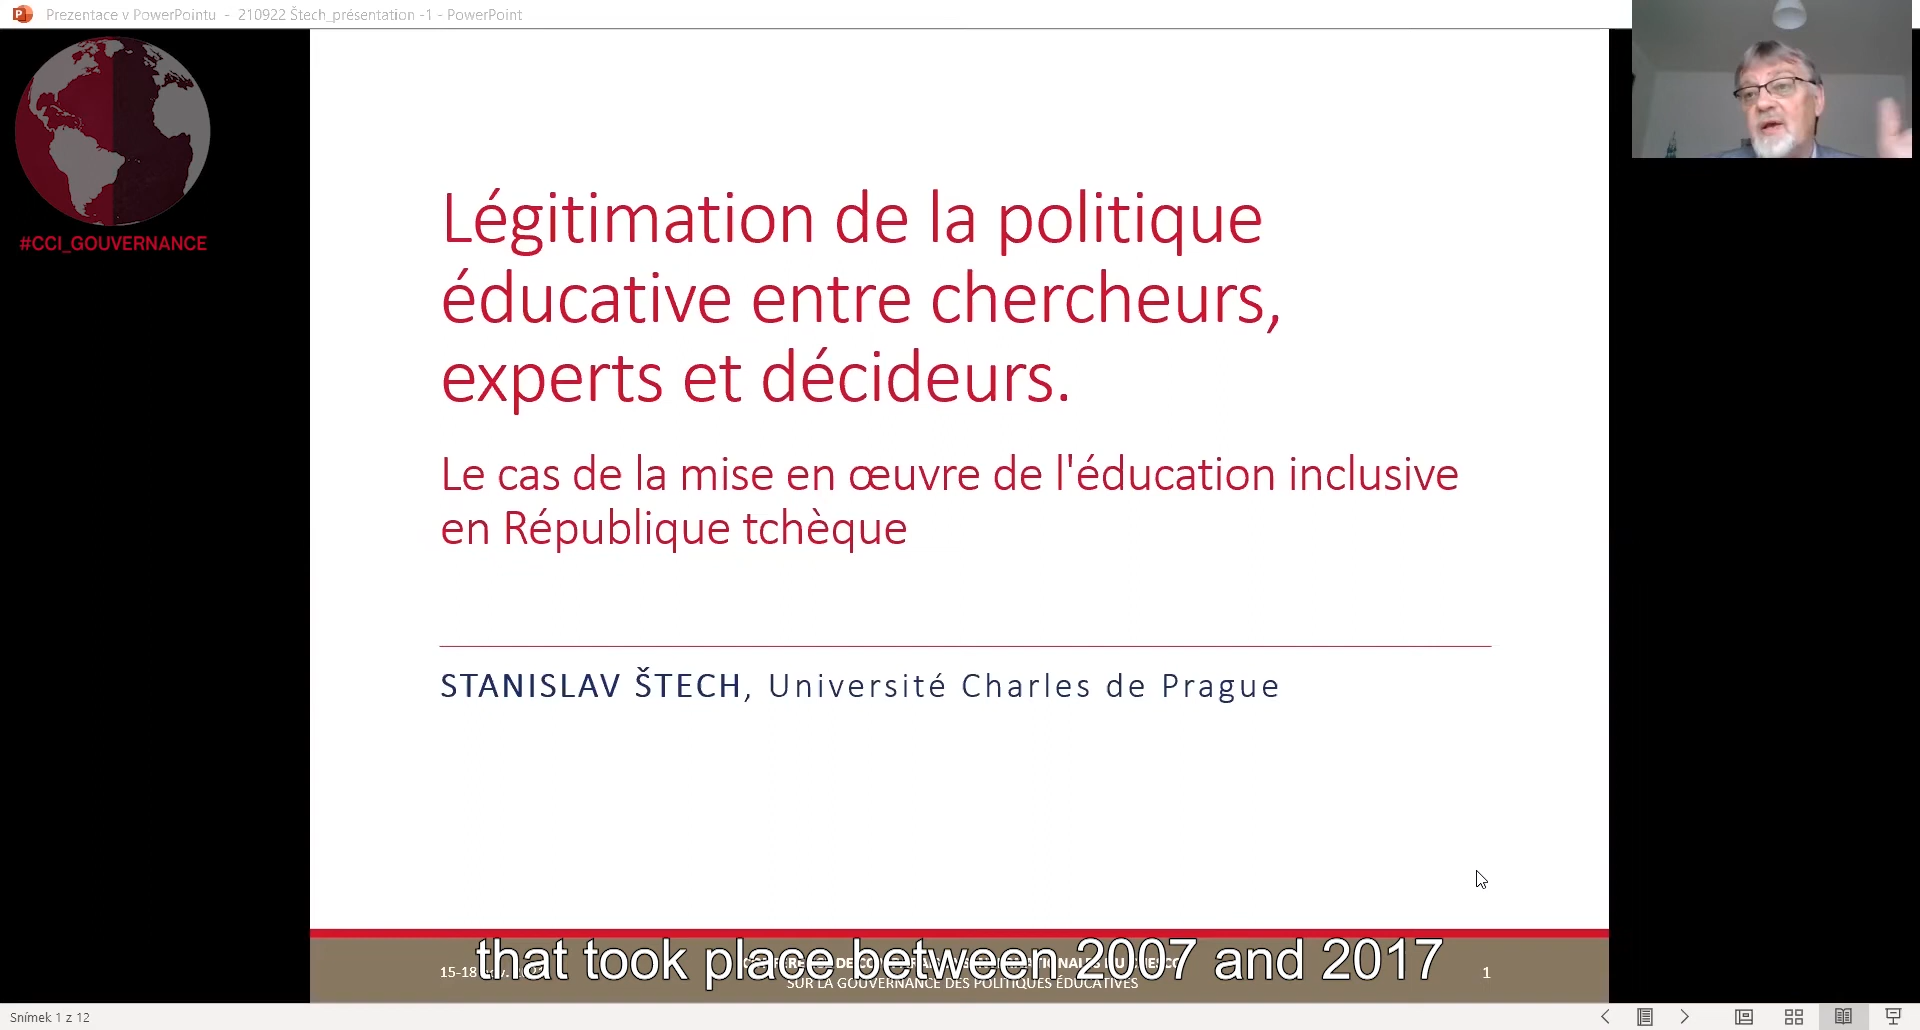 Prezentace v PowerPointu - 210922 Štech_présentation -1 - PowerPoint
#CCI_GOUVERNANCE
Légitimation de la politique
éducative entre chercheurs,
experts et décideurs.
Le cas de la mise en œuvre de l'éducation inclusive
en République tchèque
STANISLAV ŠTECH, Université Charles de Prague
that took place between 2007 and 2017
15-18
1
SUR LA GOUVERNANCE DES POLITIQUES ÉDUCATIVES
Snímek 1 z 12